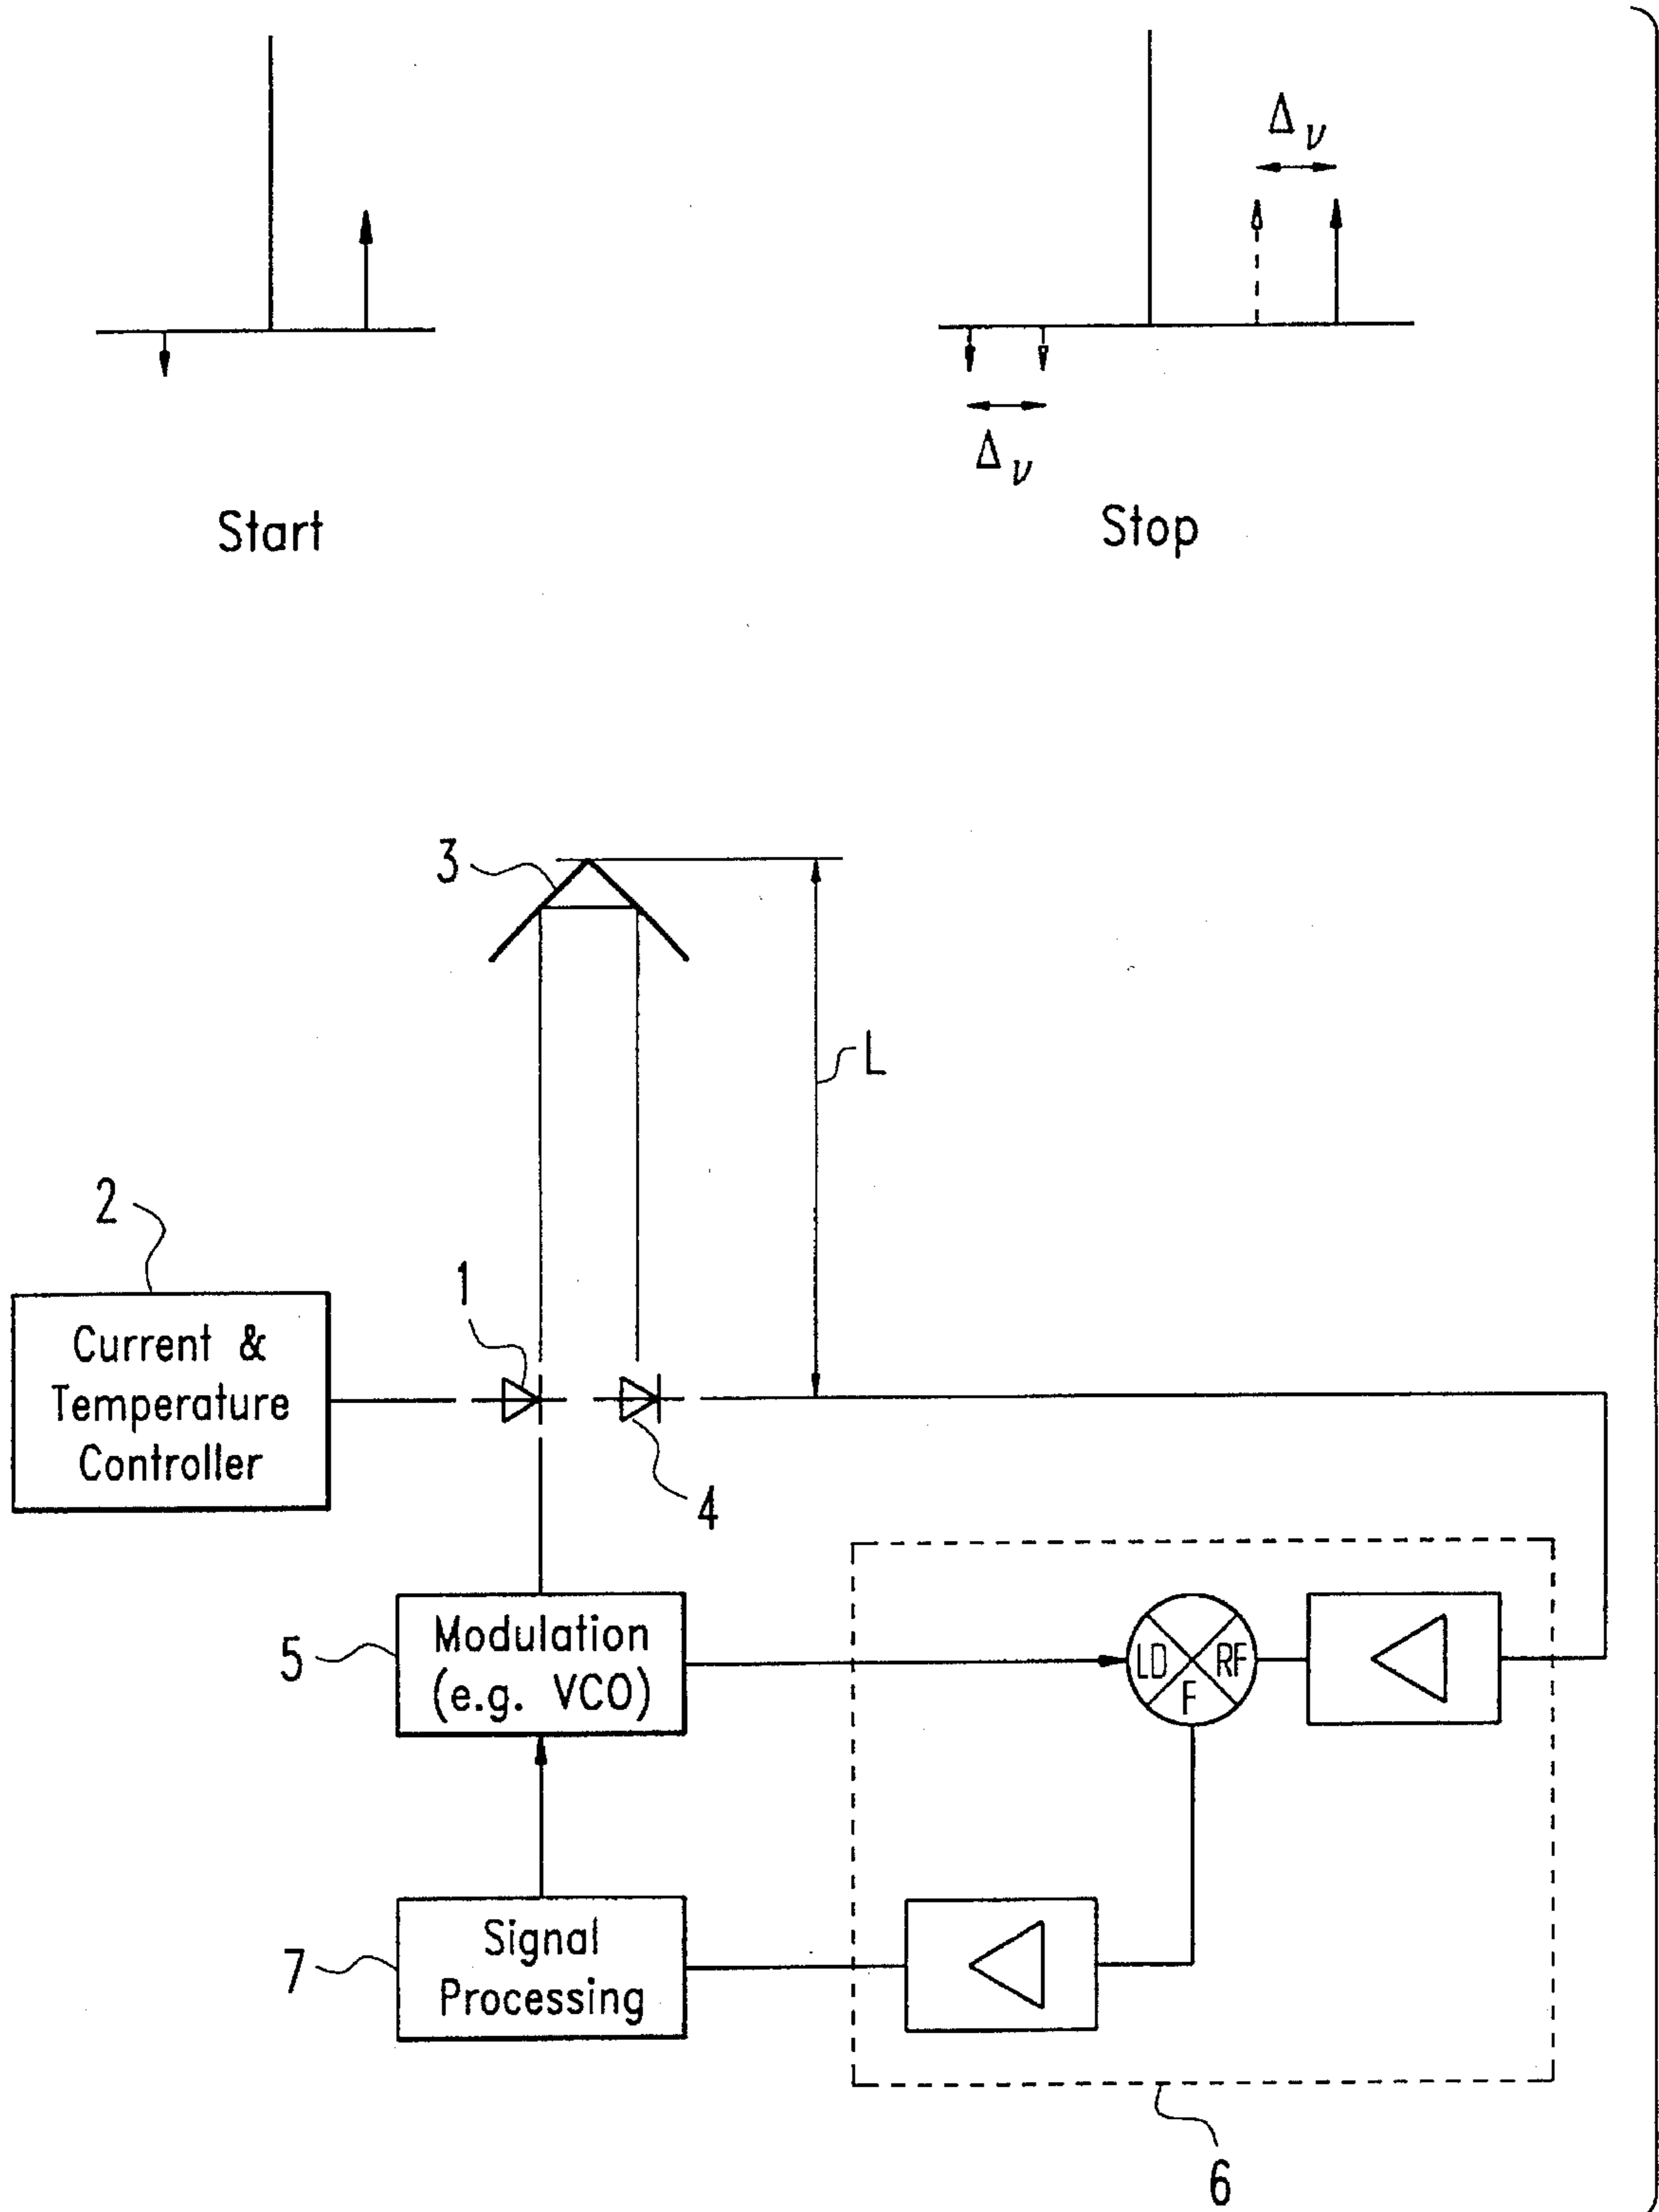 Δν
Δν
Start
Stop
3
L
2
1
Current &
Temperature
Controller
4
5
Modulation
(e.g. VCO)
LD
RF
F
7
Signal
Processing
6